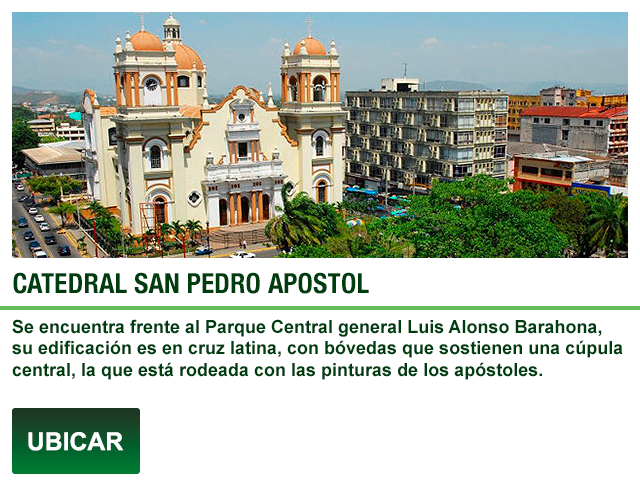 CATEDRAL SAN PEDRO APOSTOL
Se encuentra frente al Parque Central general Luis Alonso Barahona,
su edificación es en cruz latina, con bóvedas que sostienen una cúpula
central, la que está rodeada con las pinturas de los apóstoles.
UBICAR